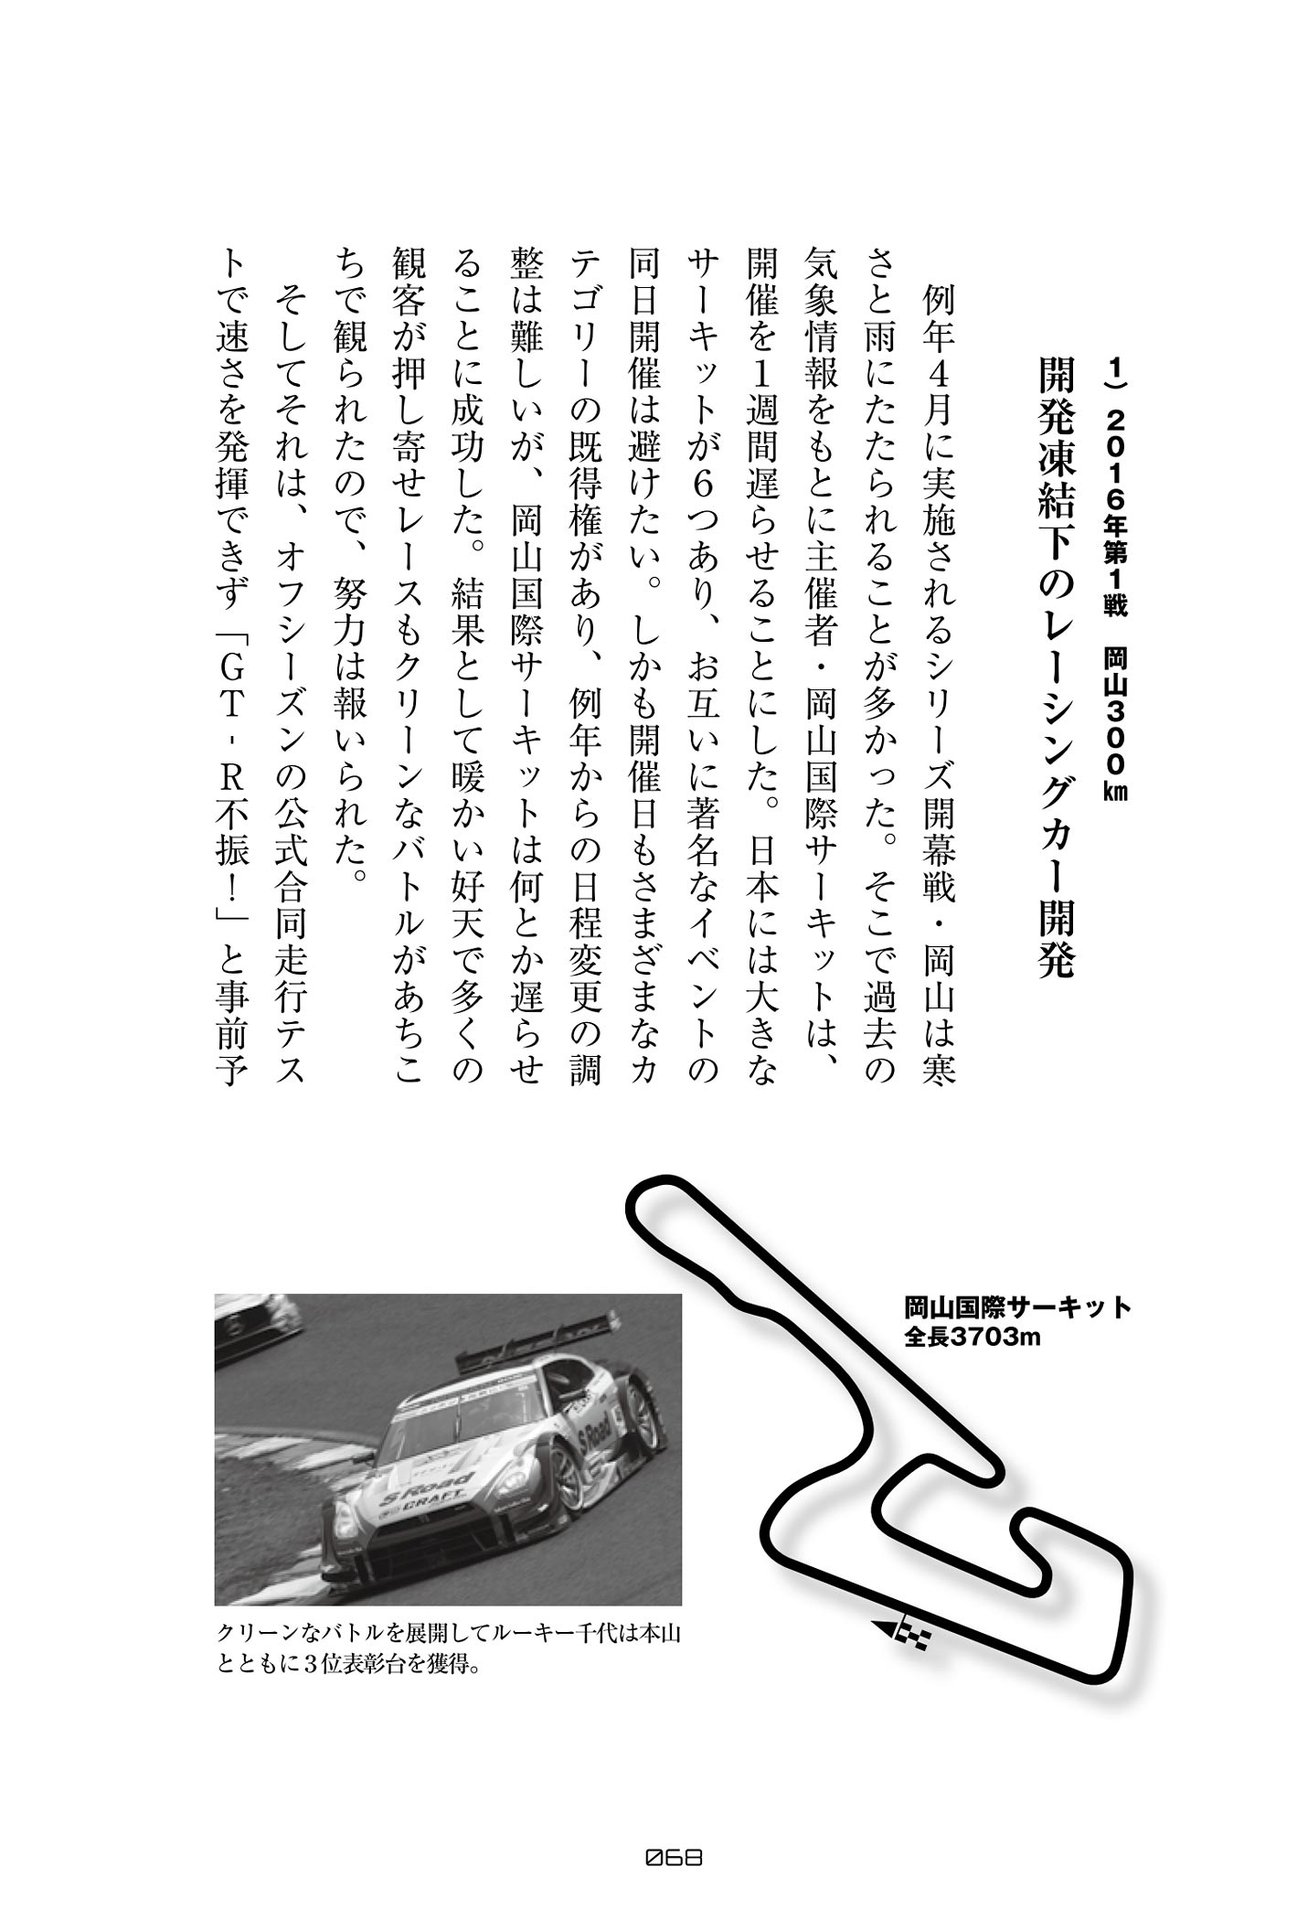 1）2016年第1戦　岡山300㎞
開発凍結下のレーシングカー開発
　例年４月に実施されるシリーズ開幕戦・岡山は寒
さと雨にたたられることが多かった。そこで過去の
気象情報をもとに主催者・岡山国際サーキットは、
開催を１週間遅らせることにした。日本には大きな
サーキットが６つあり、お互いに著名なイベントの
同日開催は避けたい。しかも開催日もさまざまなカ
テゴリーの既得権があり、例年からの日程変更の調
整は難しいが、岡山国際サーキットは何とか遅らせ
ることに成功した。結果として暖かい好天で多くの
観客が押し寄せレースもクリーンなバトルがあちこ
ちで観られたので、努力は報いられた。
　そしてそれは、オフシーズンの公式合同走行テス
トで速さを発揮できず「ＧＴ-Ｒ不振！」と事前予
岡山国際サーキット
全長3703m
S Road
CRAFT
S Road
クリーンなバトルを展開してルーキー千代は本山
とともに３位表彰台を獲得。
068